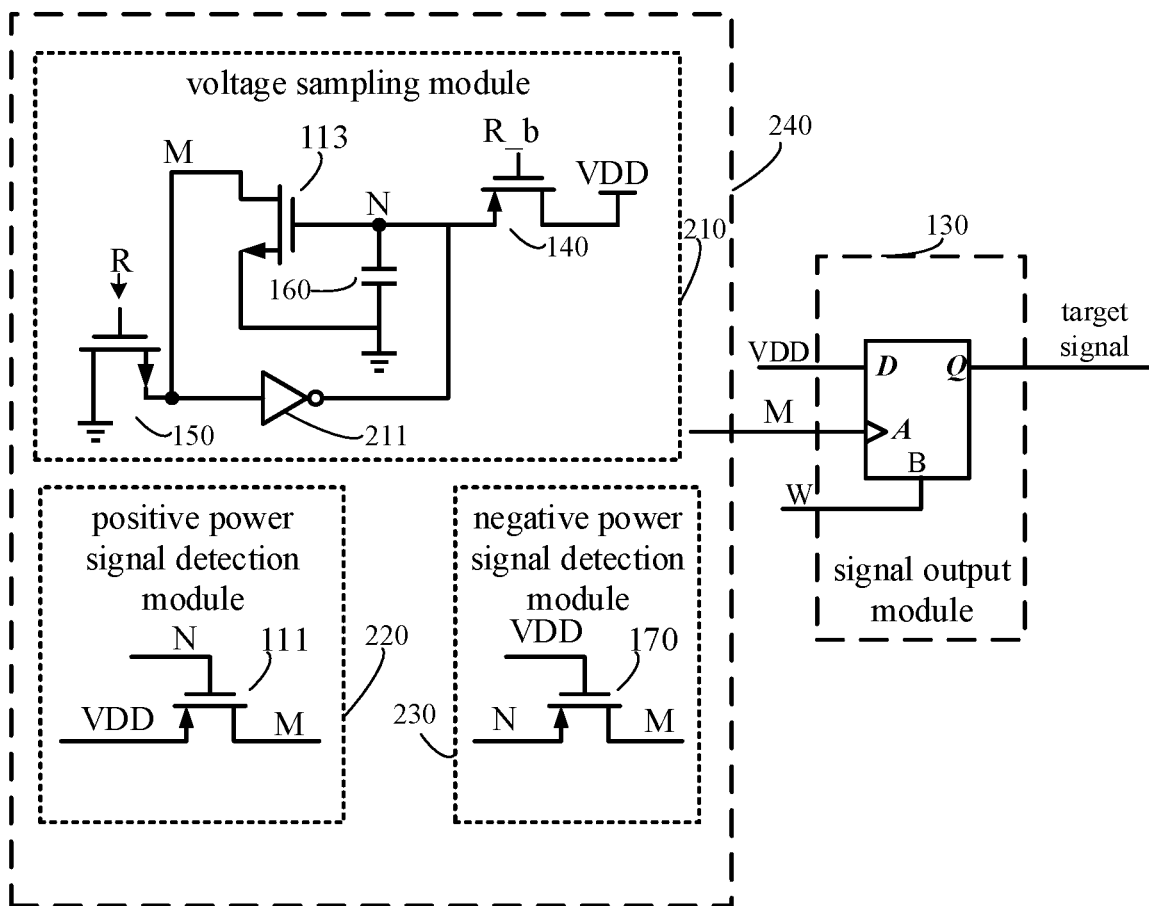 voltage sampling module
M
113
R_b
VDD
240
N
140
210
R
160
150
211
130
target
signal
VDD
D
Q
M
A
B
W
signal output
module
positive power
signal detection
module
N
111
220
VDD
M
negative power
signal detection
module
VDD
170
230
N
M